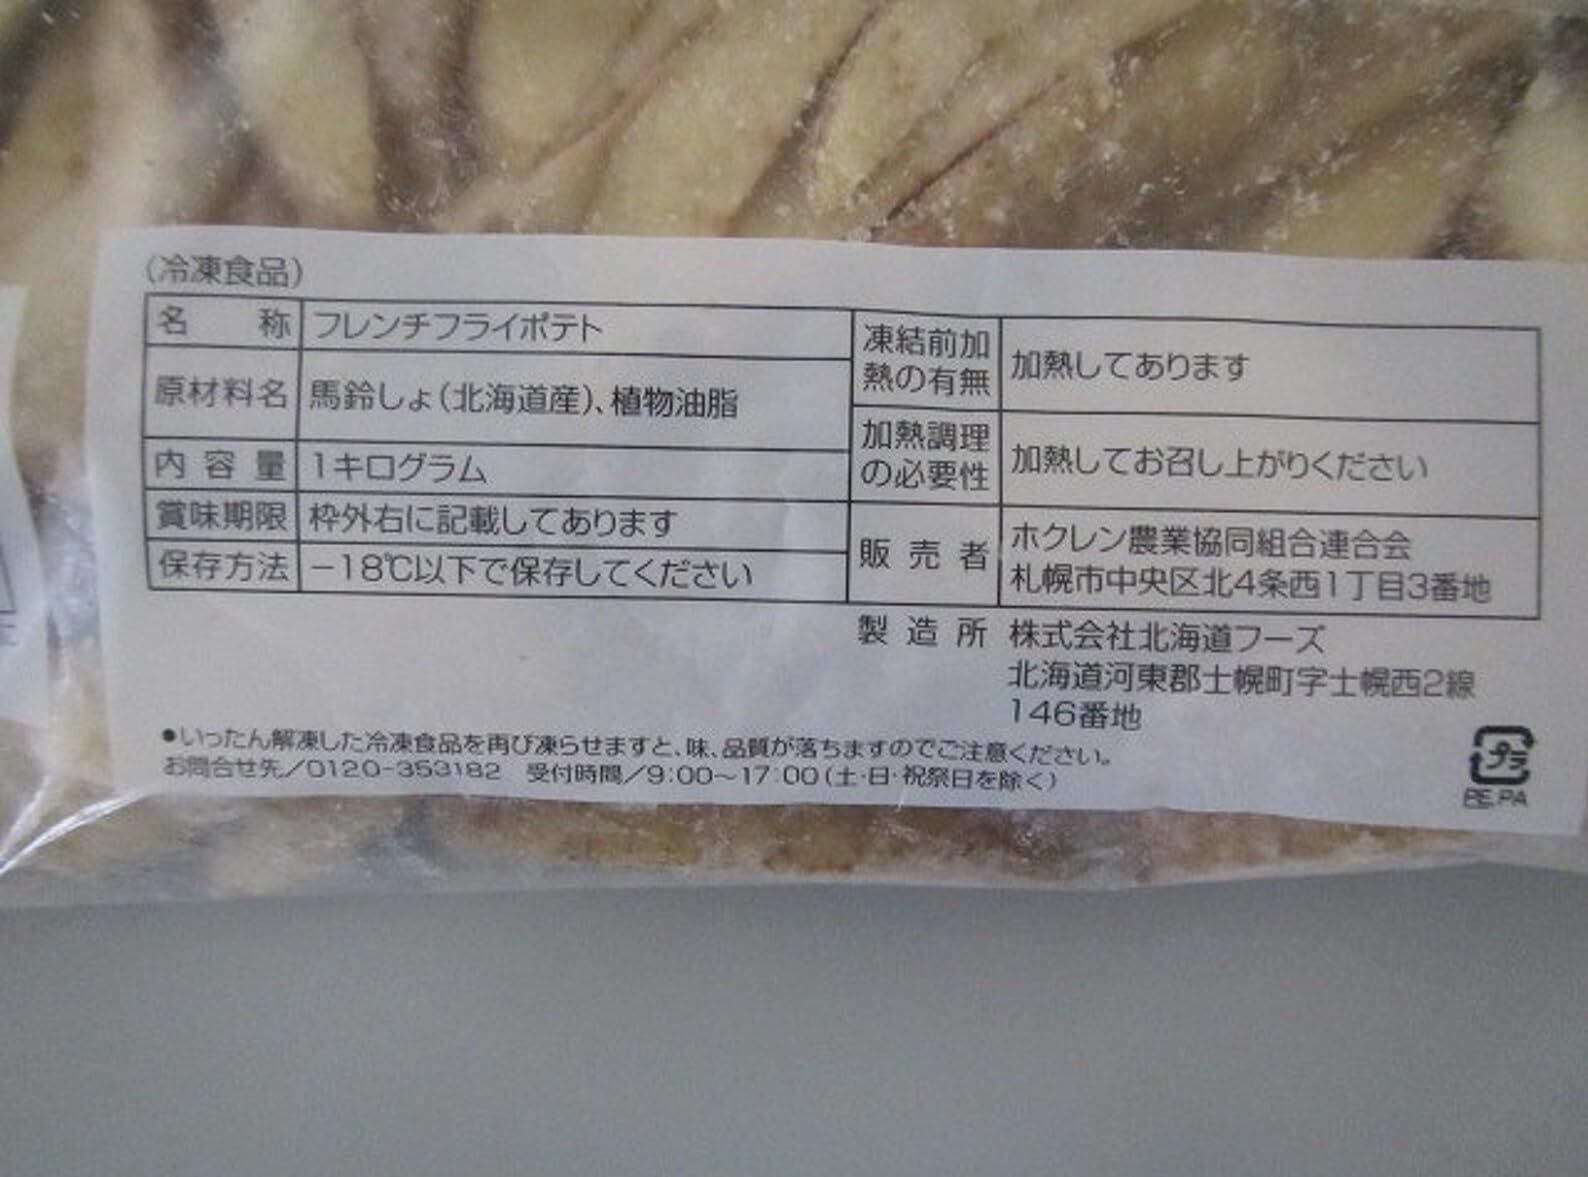 (冷凍食品)
名 称 フレンチフライポテト
原材料名 馬鈴しょ(北海道産)、植物油脂
内容量 1キログラム
賞味期限 枠外右に記載してあります
保存方法 −18℃以下で保存してください
凍結前加
熱の有無
加熱してあります
加熱調理
の必要性
加熱してお召し上がりください
販売者
ホクレン農業協同組合連合会
札幌市中央区北4条西1丁目3番地
製造所 株式会社北海道フーズ
北海道河東郡士幌町字士幌西2線
146番地
●いったん解凍した冷凍食品を再び凍らせますと、味、品質が落ちますのでご注意ください。
お問合せ先/0120-353182 受付時間/9:00〜17:00(土・日・祝祭日を除く)
プラ
PE,PA